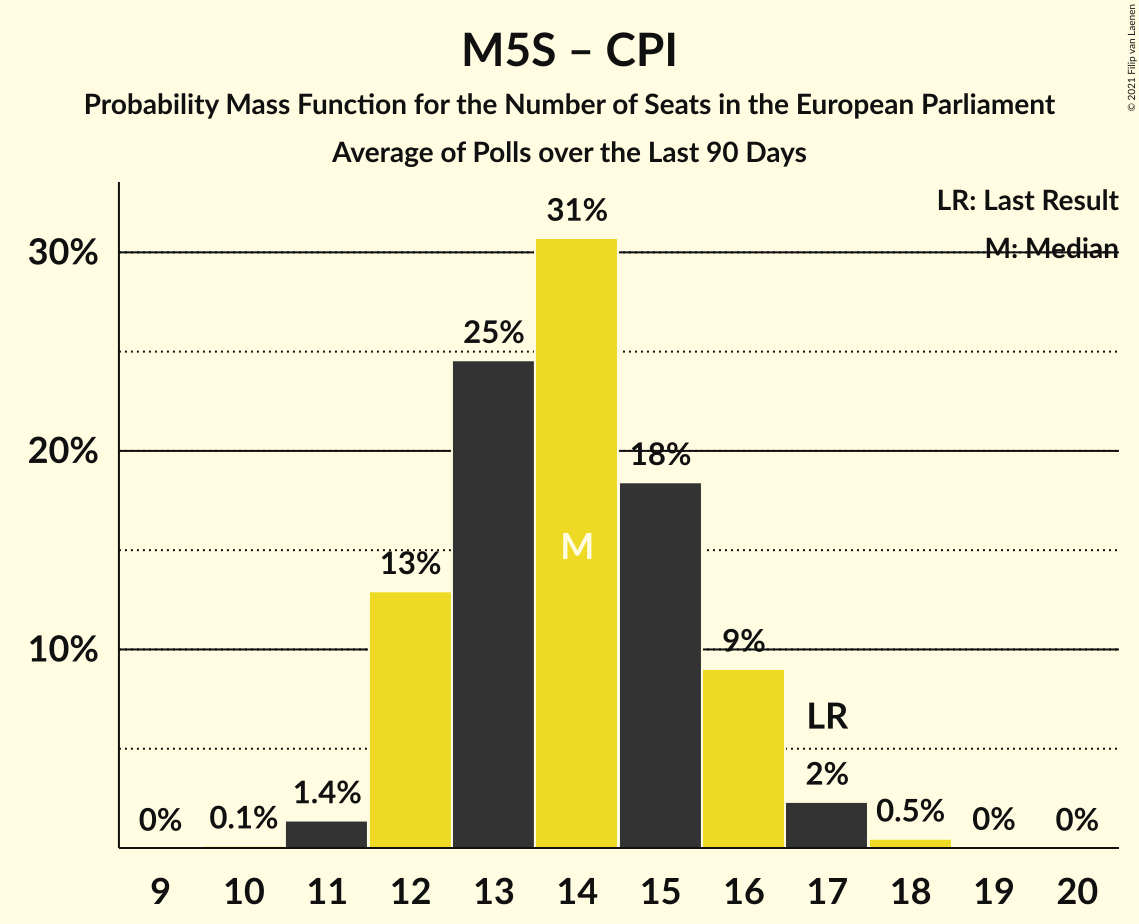 M5S – CPI
Probability Mass Function for the Number of Seats in the European Parliament
Average of Polls over the Last 90 Days
© 2021 Filip van Laenen
LR: Last Result
M: Median
30%
20%
10%
0%
0.1%
1.4%
13%
25%
31%
M
18%
9%
LR
2%
0.5%
0%
0%
9 10 11 12 13 14 15 16 17 18 19 20